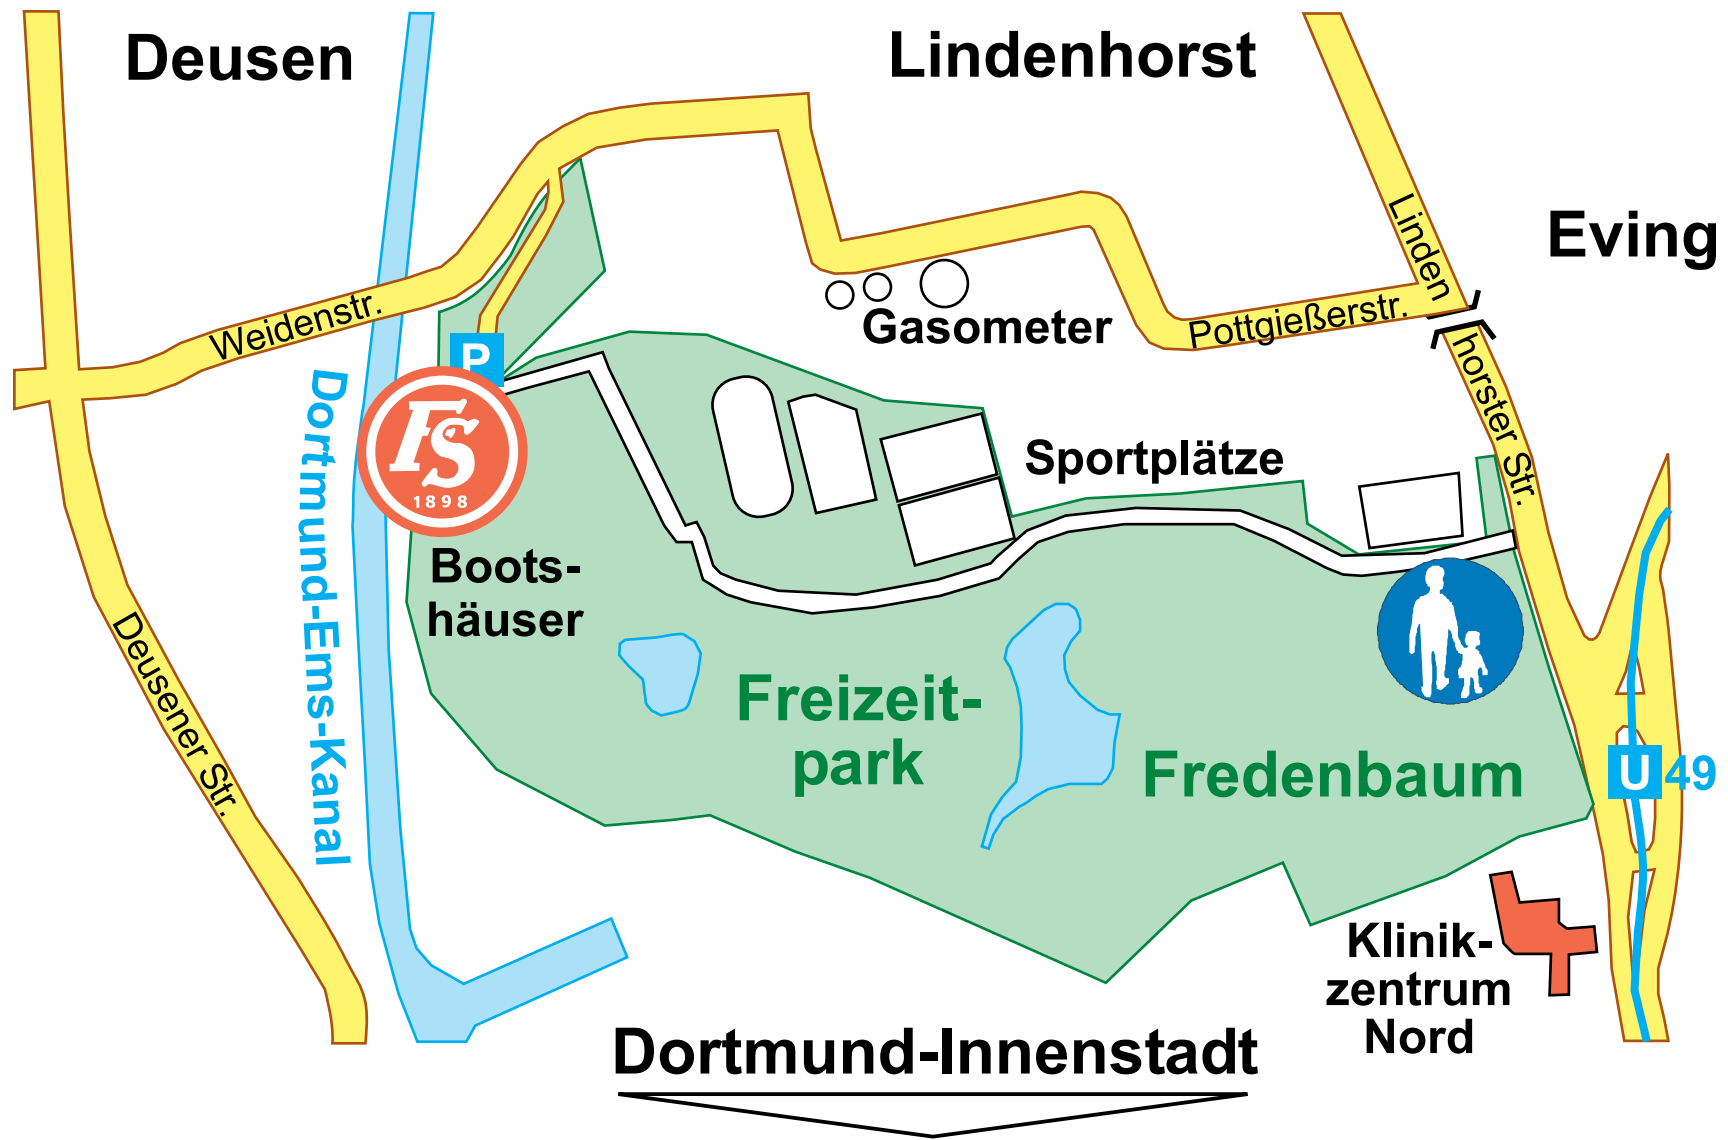 Deusen
Lindenhorst
Eving
Linden
Weidenstr.
Gasometer
Pottgießerstr.
P
horster Str.
FS
1898
Dortmund-Ems-Kanal
Sportplätze
Boots-
häuser
Deusener Str.
Freizeit-
park
Fredenbaum
U 49
Klinik-
zentrum
Nord
Dortmund-Innenstadt